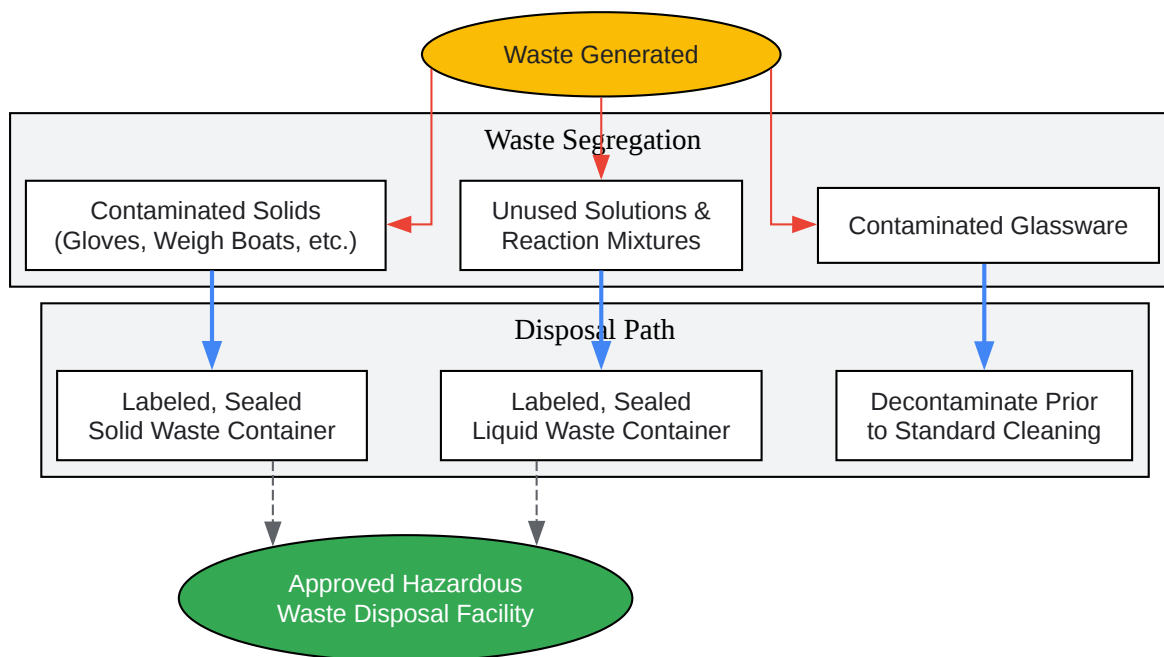 Waste Generated
Waste Segregation
Contaminated Solids
(Gloves, Weigh Boats, etc.)
Unused Solutions &
Reaction Mixtures
Contaminated Glassware
Disposal Path
Labeled, Sealed
Solid Waste Container
Labeled, Sealed
Liquid Waste Container
Decontaminate Prior
to Standard Cleaning
Approved Hazardous
Waste Disposal Facility